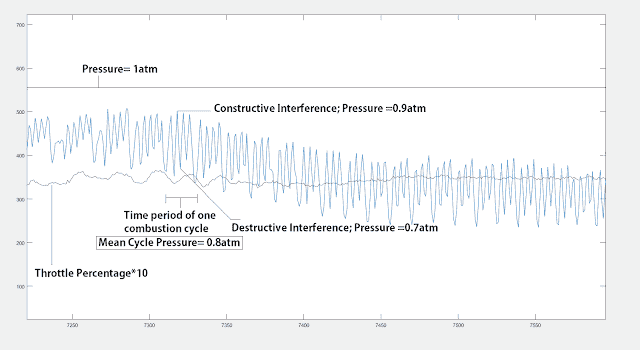 700
600
500
400
300
200
100
Pressure= 1atm
Constructive Interference; Pressure =0.9atm
Time period of one
combustion cycle
Mean Cycle Pressure= 0.8atm
Destructive Interference; Pressure =0.7atm
Throttle Percentage*10
7250
7300
7350
7400
7450
7500
7550